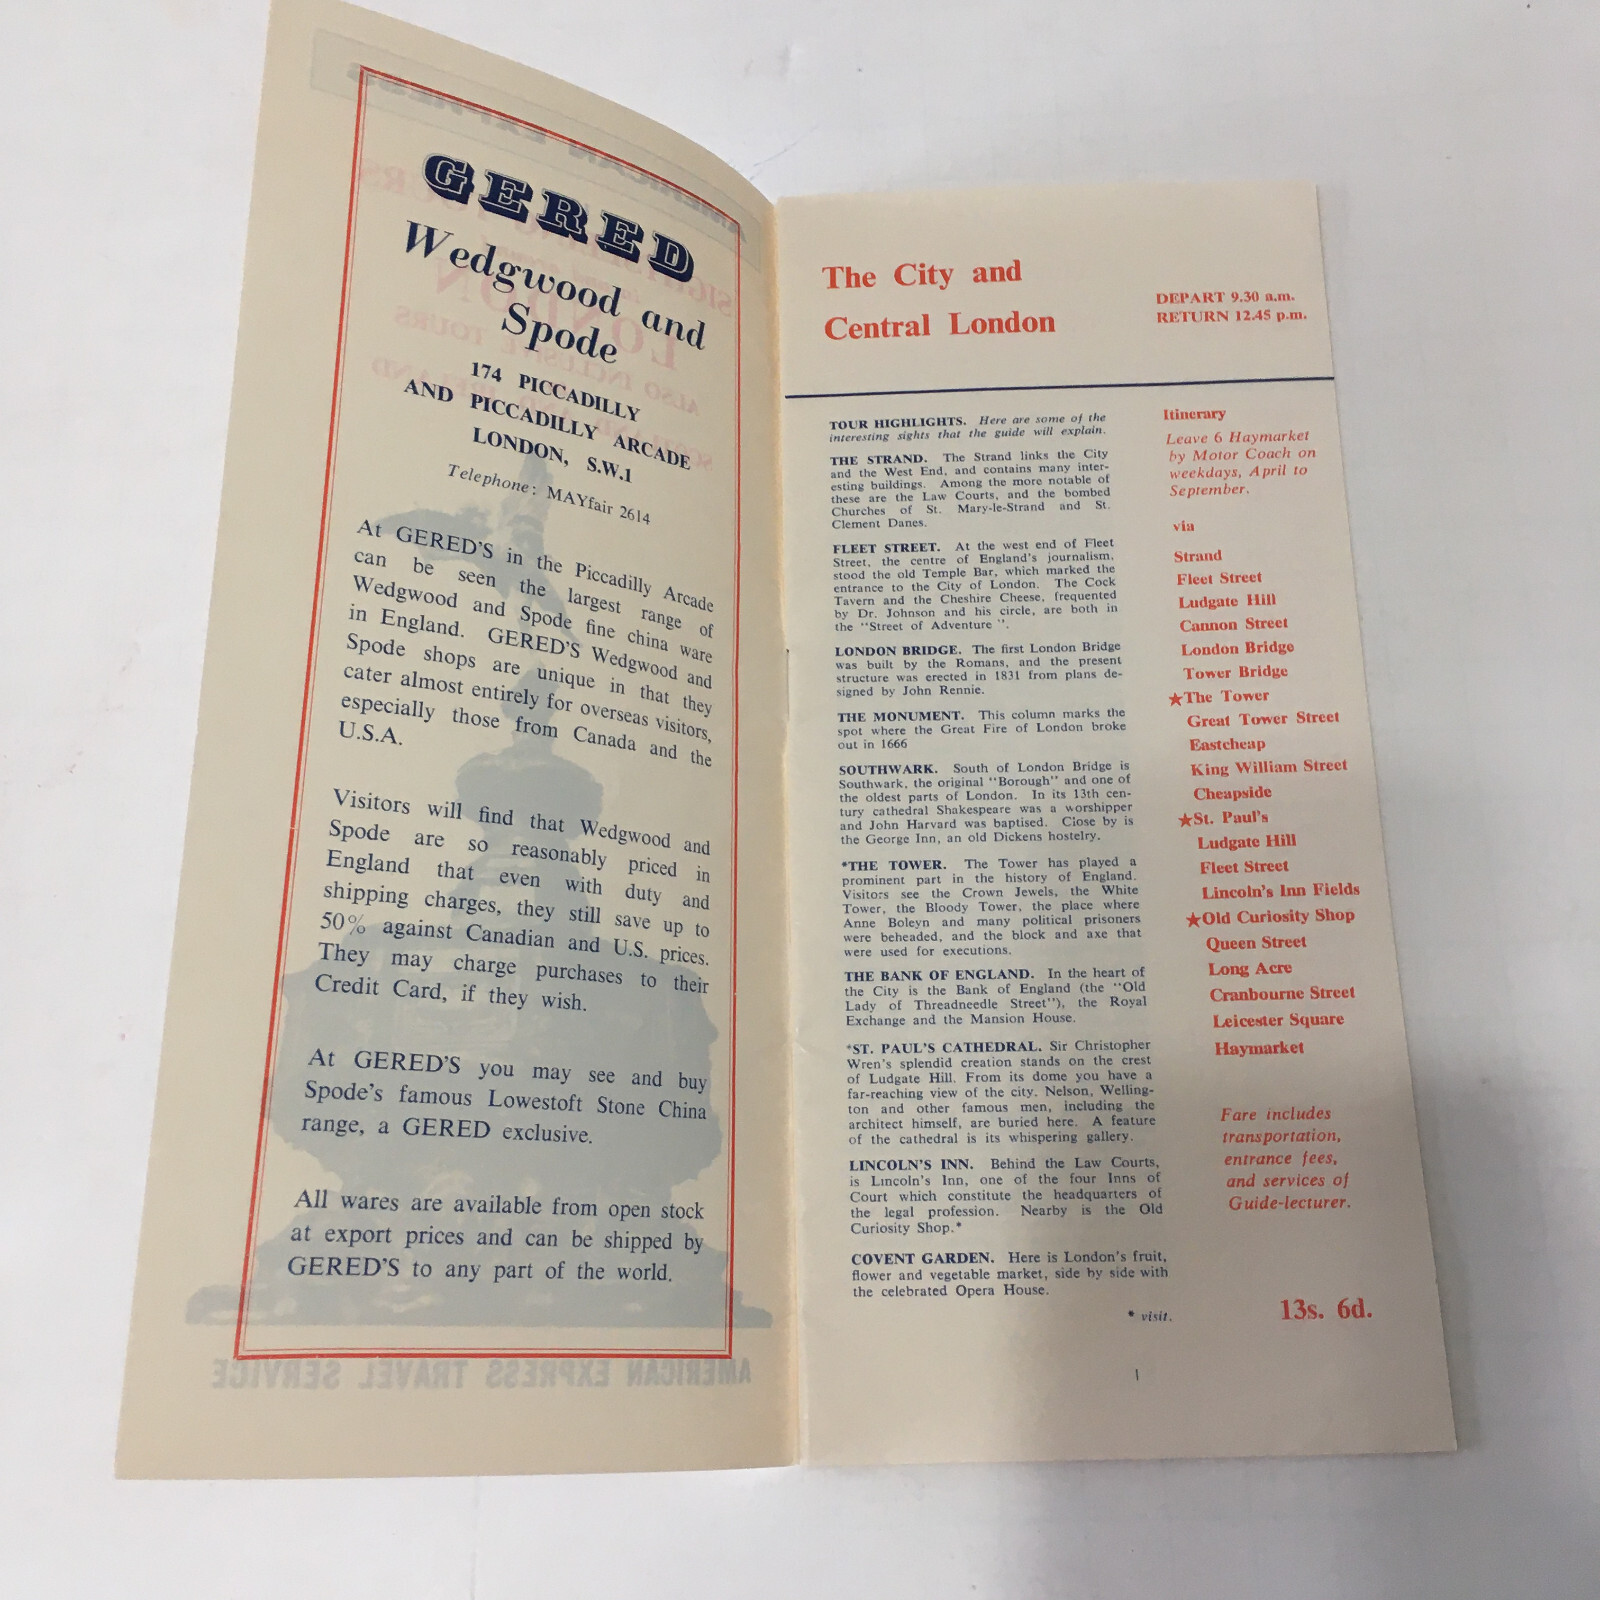 GERED
Wedgwood and
Spode
174 PICCADILLY
AND PICCADILLY ARCADE
LONDON, S.W.1
Telephone: MAYfair 2614
At GERED'S in the Piccadilly Arcade
can be seen the largest range of
Wedgwood and Spode fine china ware
in England. GERED'S Wedgwood and
Spode shops are unique in that they
cater almost entirely for overseas visitors,
especially those from Canada and the
U.S.A.
Visitors will find that Wedgwood and
Spode are so reasonably priced in
England that even with duty and
shipping charges, they still save up to
50% against Canadian and U.S. prices.
They may charge purchases to their
Credit Card, if they wish.
At GERED'S you may see and buy
Spode's famous Lowestoft Stone China
range, a GERED exclusive.
All wares are available from open stock
at export prices and can be shipped by
GERED'S to any part of the world.
AMERICAN EXPRESS TRAVEL SERVICE
The City and
Central London
DEPART 9.30 a.m.
RETURN 12.45 p.m.
TOUR HIGHLIGHTS. Here are some of the
interesting sights that the guide will explain.
THE STRAND. The Strand links the City
and the West End, and contains many inter-
esting buildings. Among the more notable of
these are the Law Courts, and the bombed
Churches of St. Mary-le-Strand and St.
Clement Danes.
FLEET STREET. At the west end of Fleet
Street, the centre of England's journalism,
stood the old Temple Bar, which marked the
entrance to the City of London. The Cock
Tavern and the Cheshire Cheese, frequented
by Dr. Johnson and his circle, are both in
the "Street of Adventure".
LONDON BRIDGE. The first London Bridge
was built by the Romans, and the present
structure was erected in 1831 from plans de-
signed by John Rennie.
THE MONUMENT. This column marks the
spot where the Great Fire of London broke
out in 1666
SOUTHWARK. South of London Bridge is
Southwark, the original "Borough" and one of
the oldest parts of London. In its 13th cen-
tury cathedral Shakespeare was a worshipper
and John Harvard was baptised. Close by is
the George Inn, an old Dickens hostelry.
*THE TOWER. The Tower has played a
prominent part in the history of England.
Visitors see the Crown Jewels, the White
Tower, the Bloody Tower, the place where
Anne Boleyn and many political prisoners
were beheaded, and the block and axe that
were used for executions.
THE BANK OF ENGLAND. In the heart of
the City is the Bank of England (the "Old
Lady of Threadneedle Street"), the Royal
Exchange and the Mansion House.
*ST. PAUL'S CATHEDRAL. Sir Christopher
Wren's splendid creation stands on the crest
of Ludgate Hill. From its dome you have a
far-reaching view of the city. Nelson, Welling-
ton and other famous men, including the
architect himself, are buried here. A feature
of the cathedral is its whispering gallery.
LINCOLN'S INN. Behind the Law Courts,
is Lincoln's Inn, one of the four Inns of
Court which constitute the headquarters of
the legal profession. Nearby is the Old
Curiosity Shop.*
COVENT GARDEN. Here is London's fruit,
flower and vegetable market, side by side with
the celebrated Opera House.
* visit.
Itinerary
Leave 6 Haymarket
by Motor Coach on
weekdays, April to
September.
via
Strand
Fleet Street
Ludgate Hill
Cannon Street
London Bridge
Tower Bridge
★The Tower
Great Tower Street
Eastcheap
King William Street
Cheapside
★St. Paul's
Ludgate Hill
Fleet Street
Lincoln's Inn Fields
★Old Curiosity Shop
Queen Street
Long Acre
Cranbourne Street
Leicester Square
Haymarket
Fare includes
transportation,
entrance fees,
and services of
Guide-lecturer.
13s. 6d.
1